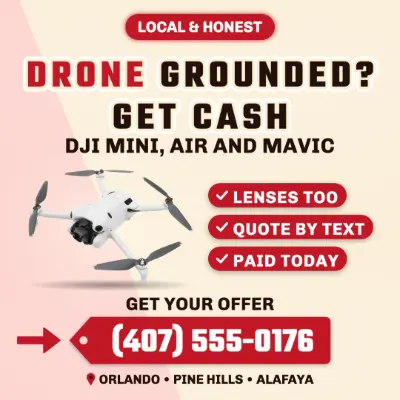 LOCAL & HONEST
DRONE GROUNDED?
GET CASH
DJI MINI, AIR AND MAVIC
LENSES TOO
QUOTE BY TEXT
PAID TODAY
GET YOUR OFFER
(407) 555-0176
ORLANDO • PINE HILLS • ALAFAYA